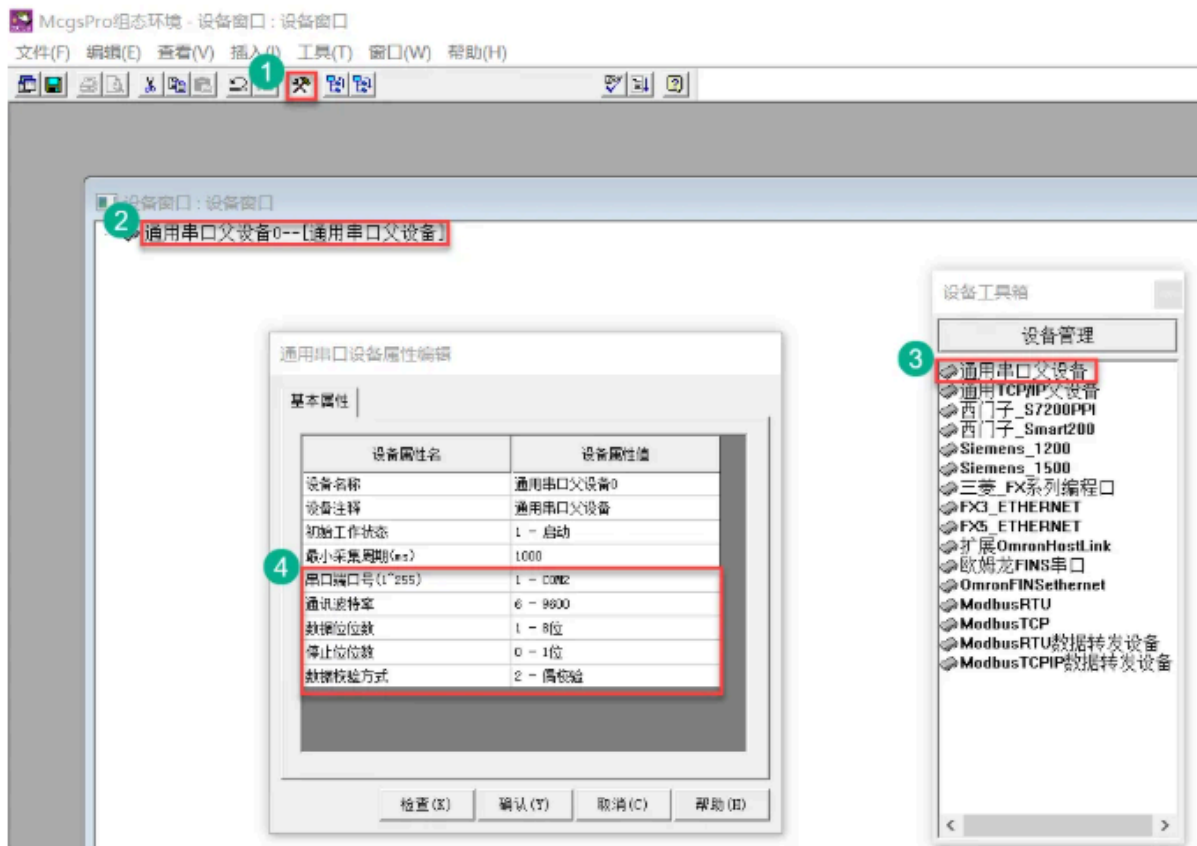 McgsPro组态环境 - 设备窗口 : 设备窗口
文件(F) 编辑(E) 查看(V) 插入(I) 工具(T) 窗口(W) 帮助(H)
1
设备窗口 : 设备窗口
2
通用串口父设备0--[通用串口父设备]
设备工具箱
设备管理
3
通用串口父设备
通用TCP/IP父设备
西门子_S7200PPI
西门子_Smart200
Siemens_1200
Siemens_1500
三菱_FX系列编程口
FX3_ETHERNET
FX5_ETHERNET
扩展OmronHostLink
欧姆龙FINS串口
OmronFINSethernet
ModbusRTU
ModbusTCP
ModbusRTU数据转发设备
ModbusTCPIP数据转发设备
通用串口设备属性编辑
基本属性
设备属性名 设备属性值
设备名称 通用串口父设备0
设备注释 通用串口父设备
初始工作状态 1 - 启动
最小采集周期(ms) 1000
4
串口端口号(1~255) 1 - COM2
通讯波特率 6 - 9600
数据位位数 1 - 8位
停止位位数 0 - 1位
数据校验方式 2 - 偶校验
检查(K) 确认(Y) 取消(C) 帮助(H)